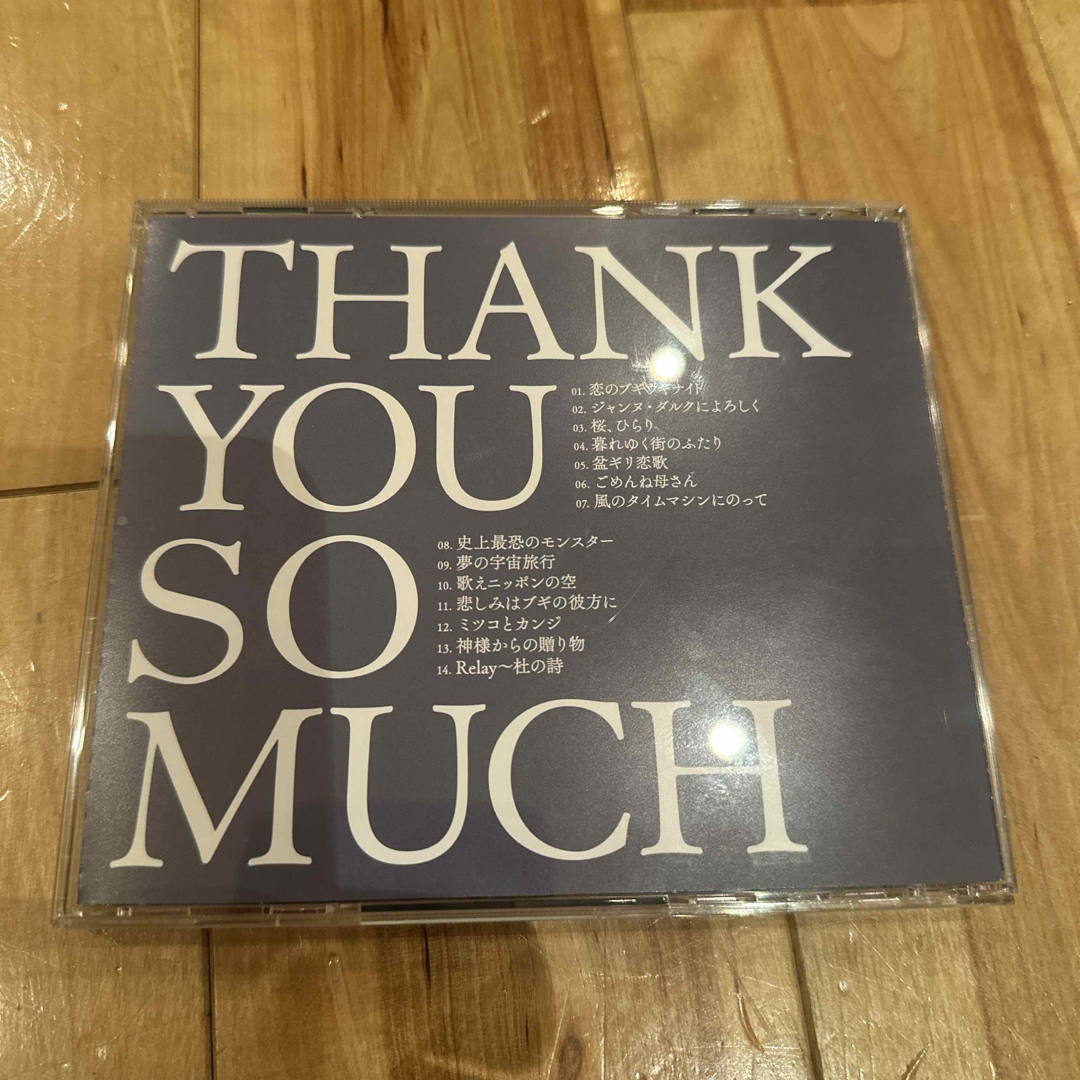 THANK
YOU
01. 恋のブギウギナイト
02. ジャンヌ・ダルクによろしく
03. 桜、ひらり
04. 暮れゆく街のふたり
05. 盆ギリ恋歌
06. ごめんね母さん
07. 風のタイムマシンにのって
SO
08. 史上最恐のモンスター
09. 夢の宇宙旅行
10. 歌えニッポンの空
11. 悲しみはブギの彼方に
12. ミツコとカンジ
13. 神様からの贈り物
14. Relay〜杜の詩
MUCH